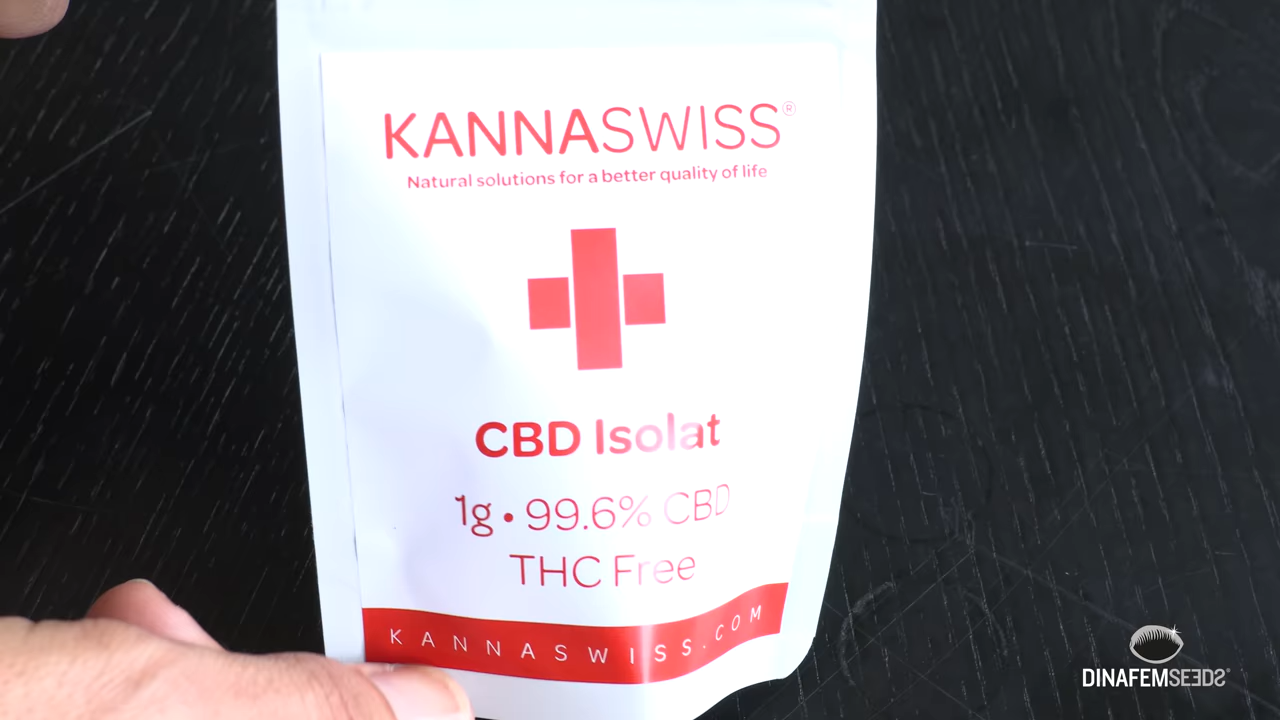 KANNASWISS®
Natural solutions for a better quality of life
CBD Isolat
1g • 99.6% CBD
THC Free
KANNASWISS.COM
DINAFEMSEEDS®